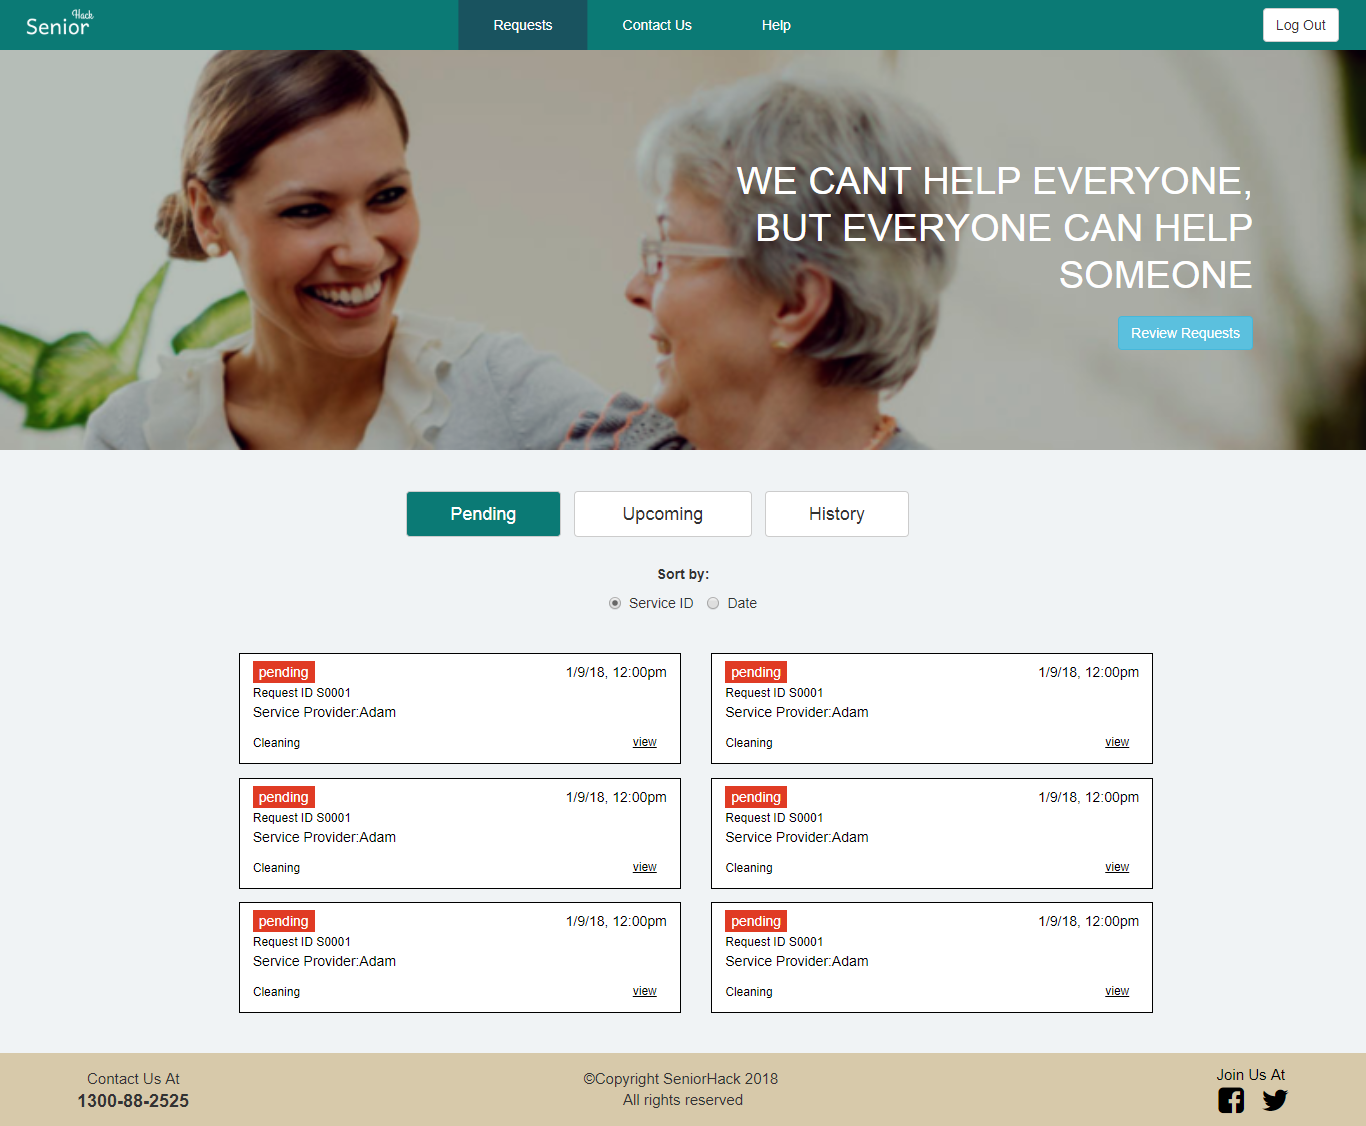 Senior Hack
Requests
Contact Us
Help
Log Out
WE CANT HELP EVERYONE,
BUT EVERYONE CAN HELP
SOMEONE
Review Requests
Pending
Upcoming
History
Sort by:
Service ID
Date
pending
1/9/18, 12:00pm
Request ID S0001
Service Provider:Adam
Cleaning
view
pending
1/9/18, 12:00pm
Request ID S0001
Service Provider:Adam
Cleaning
view
pending
1/9/18, 12:00pm
Request ID S0001
Service Provider:Adam
Cleaning
view
pending
1/9/18, 12:00pm
Request ID S0001
Service Provider:Adam
Cleaning
view
pending
1/9/18, 12:00pm
Request ID S0001
Service Provider:Adam
Cleaning
view
pending
1/9/18, 12:00pm
Request ID S0001
Service Provider:Adam
Cleaning
view
Contact Us At
1300-88-2525
©Copyright SeniorHack 2018
All rights reserved
Join Us At